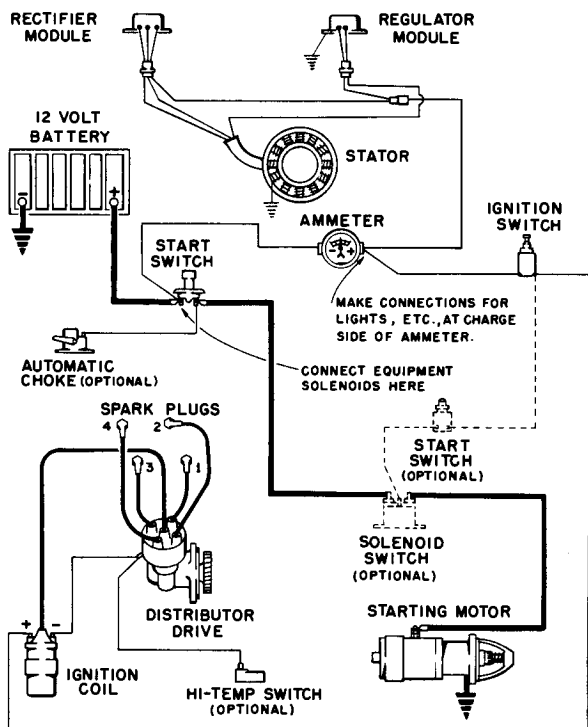 RECTIFIER
MODULE
REGULATOR
MODULE
12 VOLT
BATTERY
-
+
STATOR
AMMETER
- +
IGNITION
SWITCH
START
SWITCH
MAKE CONNECTIONS FOR
LIGHTS, ETC., AT CHARGE
SIDE OF AMMETER.
AUTOMATIC
CHOKE (OPTIONAL)
CONNECT EQUIPMENT
SOLENOIDS HERE
SPARK PLUGS
4
2
3
1
START
SWITCH
(OPTIONAL)
SOLENOID
SWITCH
(OPTIONAL)
DISTRIBUTOR
DRIVE
STARTING MOTOR
+ -
IGNITION
COIL
HI-TEMP SWITCH
(OPTIONAL)